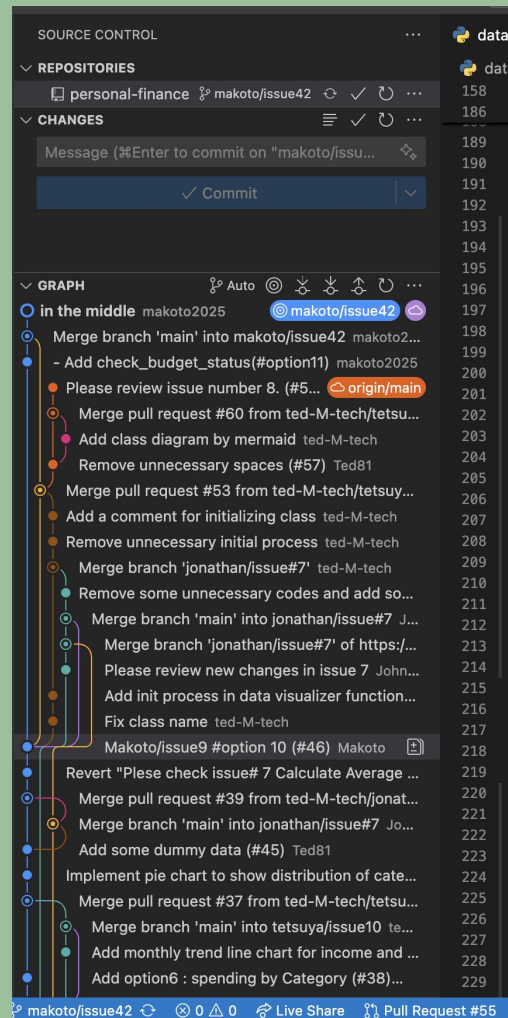 SOURCE CONTROL
data
REPOSITORIES
dat
personal-finance makoto/issue42
CHANGES
Message (⌘Enter to commit on "makoto/issu...
Commit
GRAPH
Auto
in the middle makoto2025 makoto/issue42
Merge branch 'main' into makoto/issue42 makoto2...
- Add check_budget_status(#option11) makoto2025
Please review issue number 8. (#5... origin/main
Merge pull request #60 from ted-M-tech/tetsu...
Add class diagram by mermaid ted-M-tech
Remove unnecessary spaces (#57) Ted81
Merge pull request #53 from ted-M-tech/tetsuy...
Add a comment for initializing class ted-M-tech
Remove unnecessary initial process ted-M-tech
Merge branch 'jonathan/issue#7' ted-M-tech
Remove some unnecessary codes and add so...
Merge branch 'main' into jonathan/issue#7 J...
Merge branch 'jonathan/issue#7' of https:/...
Please review new changes in issue 7 John...
Add init process in data visualizer function...
Fix class name ted-M-tech
Makoto/issue9 #option 10 (#46) Makoto
Revert "Plese check issue# 7 Calculate Average ...
Merge pull request #39 from ted-M-tech/jonat...
Merge branch 'main' into jonathan/issue#7 Jo...
Add some dummy data (#45) Ted81
Implement pie chart to show distribution of cate...
Merge pull request #37 from ted-M-tech/tetsu...
Merge branch 'main' into tetsuya/issue10 te...
Add monthly trend line chart for income and ...
Add option6 : spending by Category (#38)...
158
186
189
190
191
192
193
194
195
196
197
198
199
200
201
202
203
204
205
206
207
208
209
210
211
212
213
214
215
216
217
218
219
220
221
222
223
224
225
226
227
228
229
makoto/issue42 0 0 Live Share Pull Request #55